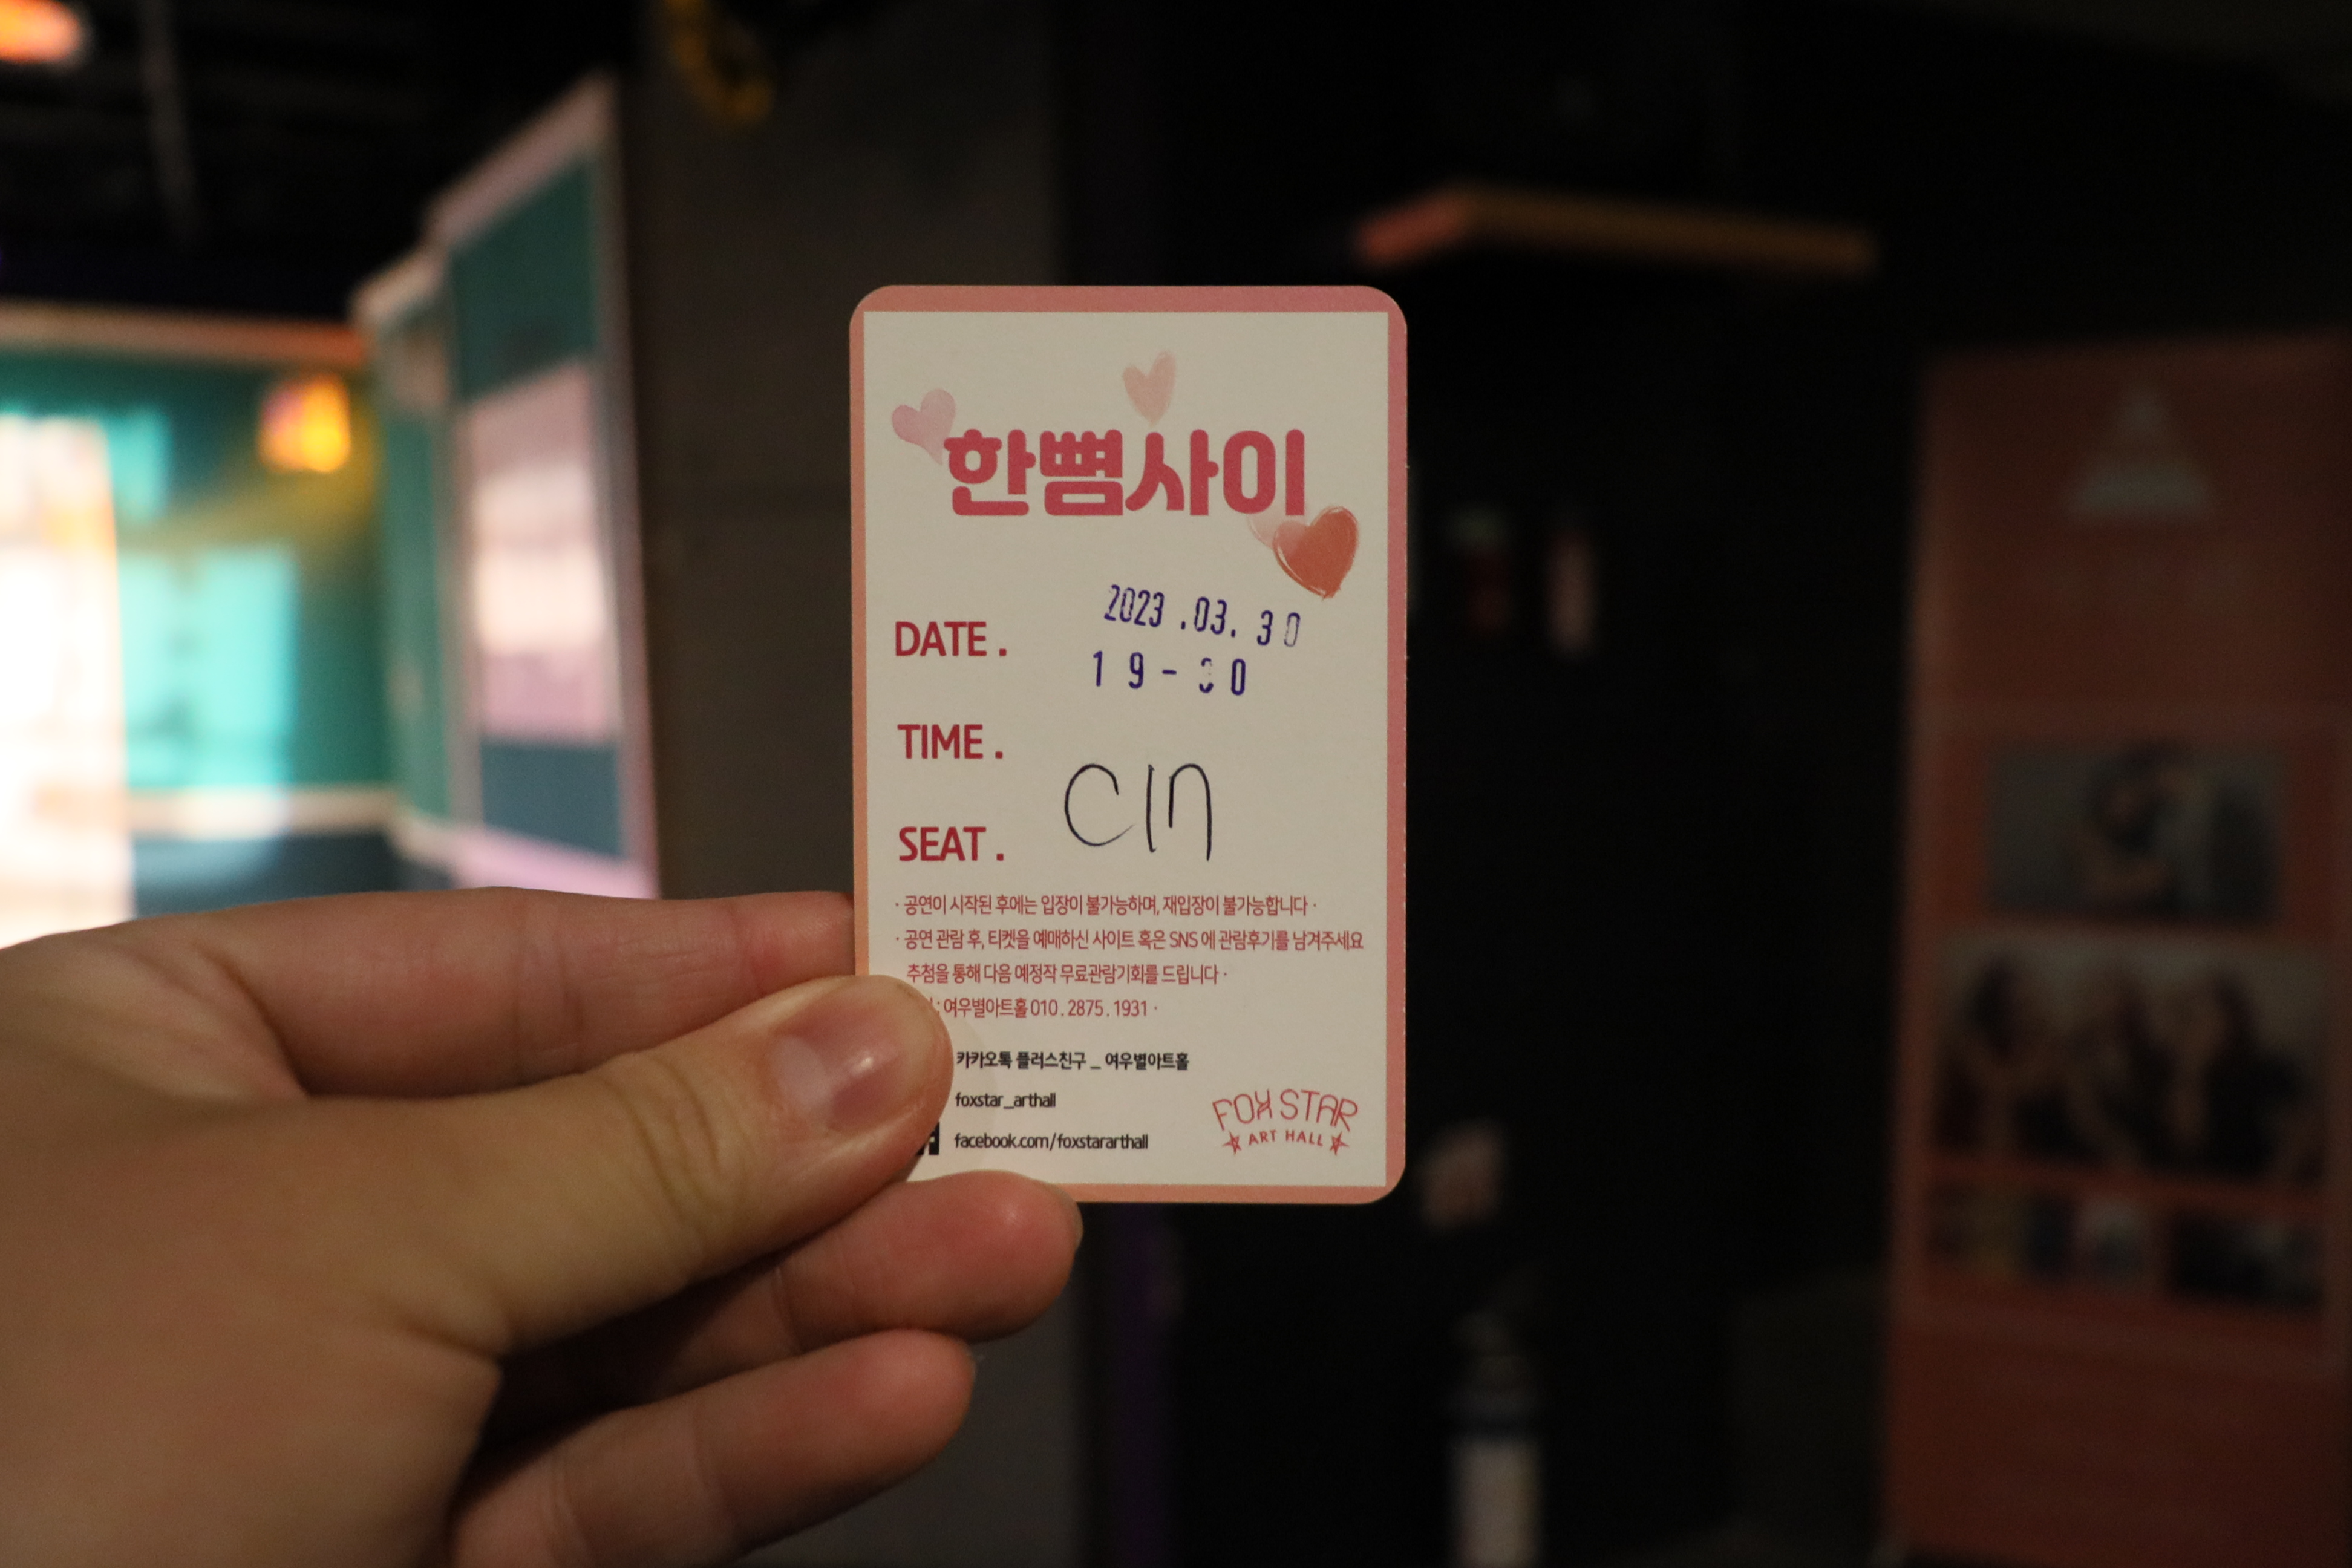 한뼘사이
DATE. 2023.03.30
19-30
TIME.
SEAT. C17
· 공연이 시작된 후에는 입장이 불가능하며, 재입장이 불가능합니다 ·
· 공연 관람 후, 티켓을 예매하신 사이트 혹은 SNS 에 관람후기를 남겨주세요
추첨을 통해 다음 예정작 무료관람기회를 드립니다 ·
: 여우별아트홀 010 . 2875 . 1931 ·
카카오톡 플러스친구 _ 여우별아트홀
foxstar_arthall
facebook.com/foxstararthall
FOX STAR
ART HALL